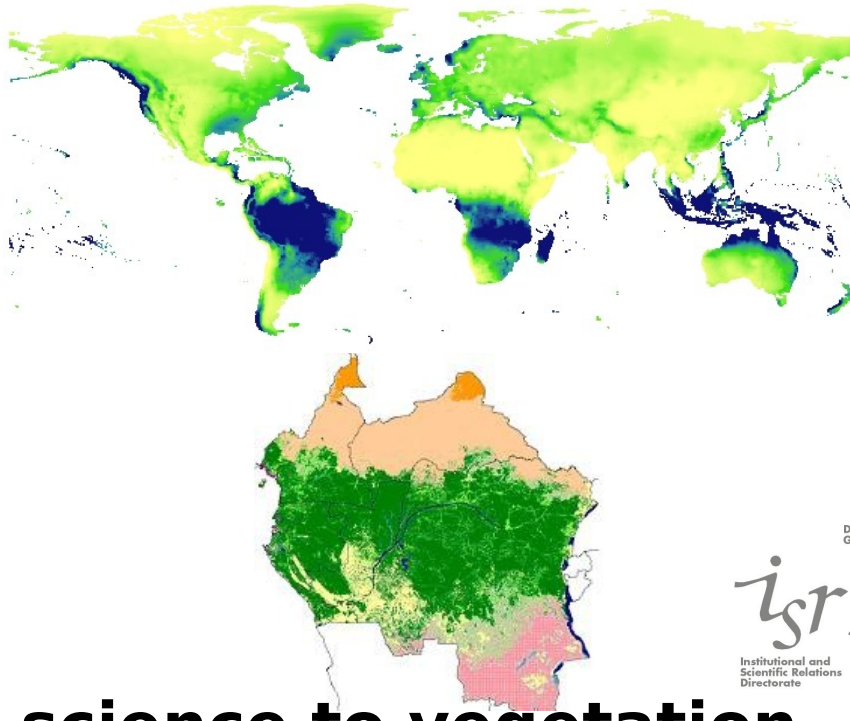 D
G
isr
Institutional and
Scientific Relations
Directorate
science to vegetation